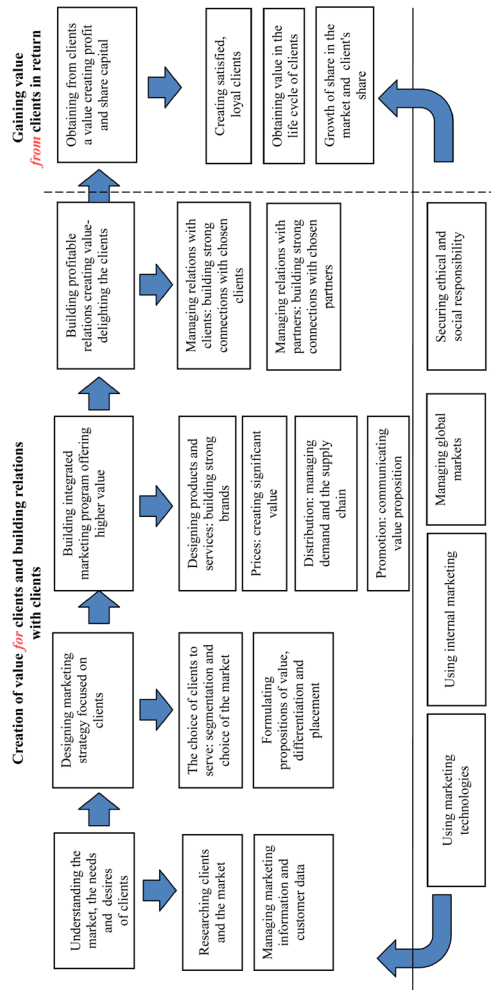 Creation of value for clients and building relations
with clients
Gaining value
from clients in return
Understanding the
market, the needs
and desires
of clients
Designing marketing
strategy focused on
clients
Building integrated
marketing program offering
higher value
Building profitable
relations creating value-
delighting the clients
Obtaining from clients
a value creating profit
and share capital
Researching clients
and the market
Managing marketing
information and
customer data
The choice of clients to
serve: segmentation and
choice of the market
Formulating
propositions of value,
differentiation and
placement
Designing products and
services: building strong
brands
Prices: creating significant
value
Distribution: managing
demand and the supply
chain
Promotion: communicating
value proposition
Managing relations with
clients: building strong
connections with chosen
clients
Managing relations with
partners: building strong
connections with chosen
partners
Creating satisfied,
loyal clients
Obtaining value in the
life cycle of clients
Growth of share in the
market and client's
share
Using marketing
technologies
Using internal marketing
Managing global
markets
Securing ethical and
social responsibility